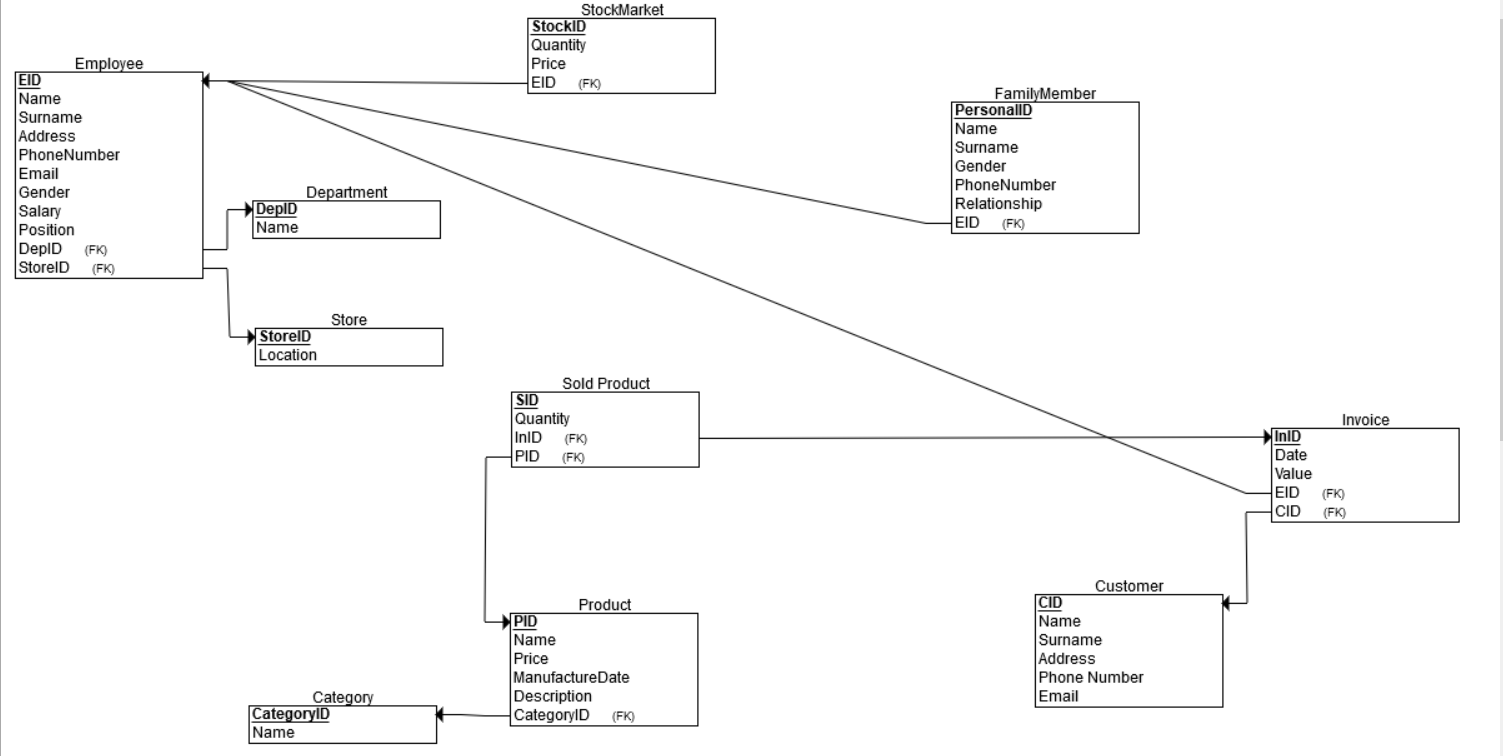 StockMarket
StockID
Quantity
Price
EID (FK)
Employee
EID
Name
Surname
Address
PhoneNumber
Email
Gender
Salary
Position
DepID (FK)
StoreID (FK)
FamilyMember
PersonalID
Name
Surname
Gender
PhoneNumber
Relationship
EID (FK)
Department
DepID
Name
Store
StoreID
Location
Sold Product
SID
Quantity
InID (FK)
PID (FK)
Invoice
InID
Date
Value
EID (FK)
CID (FK)
Customer
CID
Name
Surname
Address
Phone Number
Email
Product
PID
Name
Price
ManufactureDate
Description
CategoryID (FK)
Category
CategoryID
Name